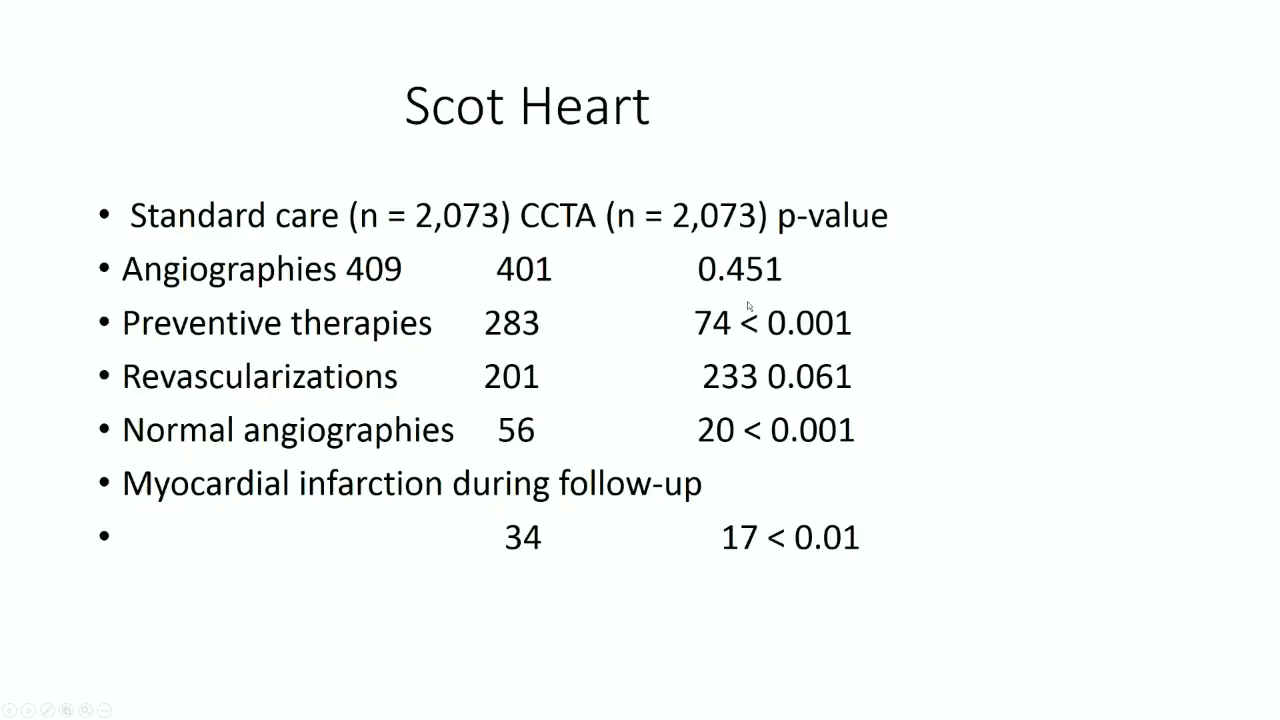 Scot Heart
• Standard care (n = 2,073) CCTA (n = 2,073) p-value
• Angiographies 409 401 0.451
• Preventive therapies 283 74 < 0.001
• Revascularizations 201 233 0.061
• Normal angiographies 56 20 < 0.001
• Myocardial infarction during follow-up
• 34 17 < 0.01